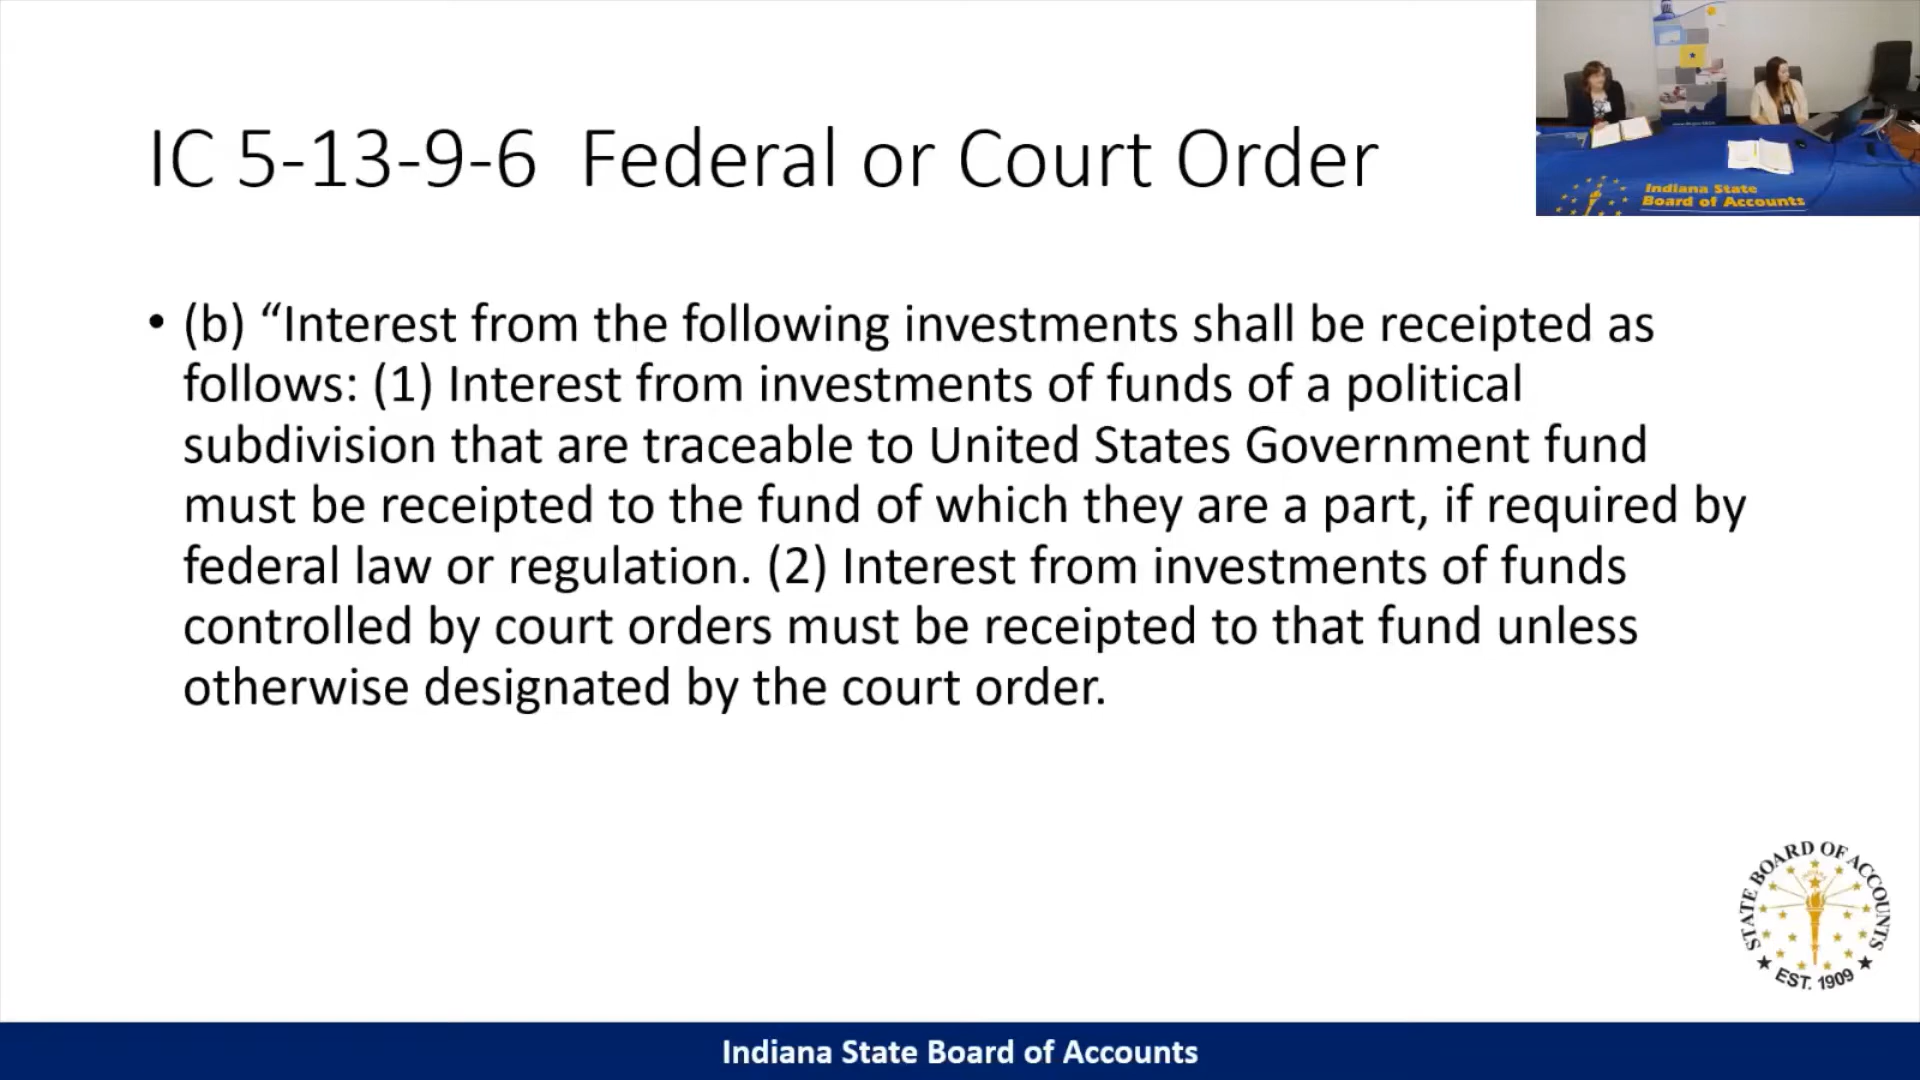 IC 5-13-9-6 Federal or Court Order
Indiana State
Board of Accounts
• (b) “Interest from the following investments shall be receipted as
follows: (1) Interest from investments of funds of a political
subdivision that are traceable to United States Government fund
must be receipted to the fund of which they are a part, if required by
federal law or regulation. (2) Interest from investments of funds
controlled by court orders must be receipted to that fund unless
otherwise designated by the court order.
STATE BOARD OF ACCOUNTS
EST. 1909
Indiana State Board of Accounts